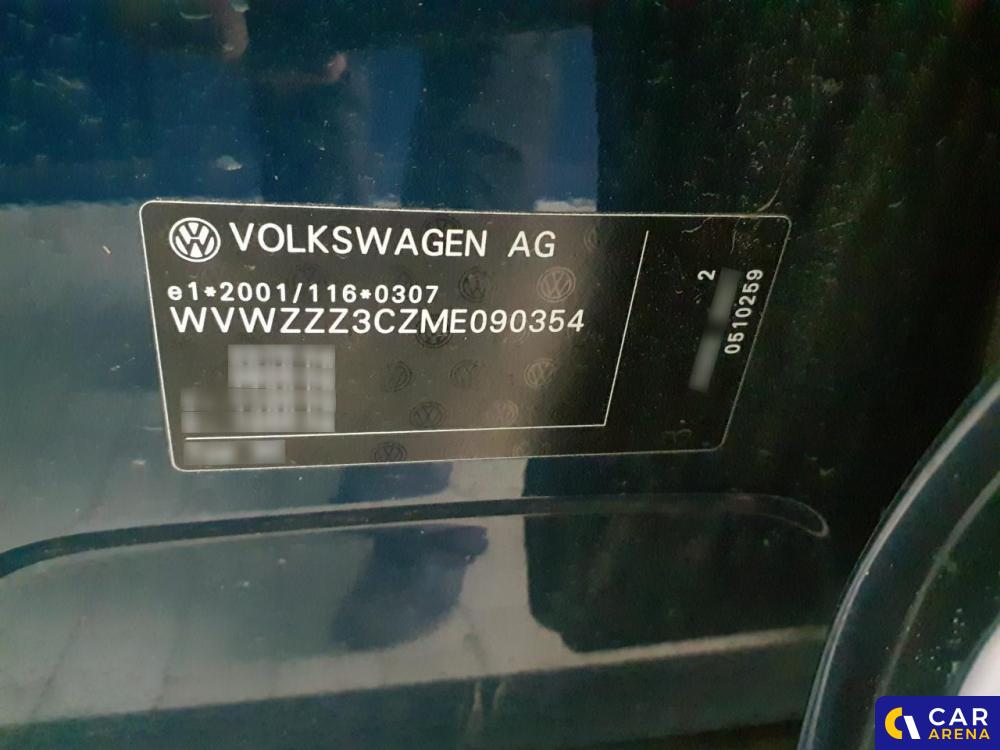 VOLKSWAGEN AG
e1*2001/116*0307
WVWZZZ3CZME090354
2
0510259
CAR
ARENA